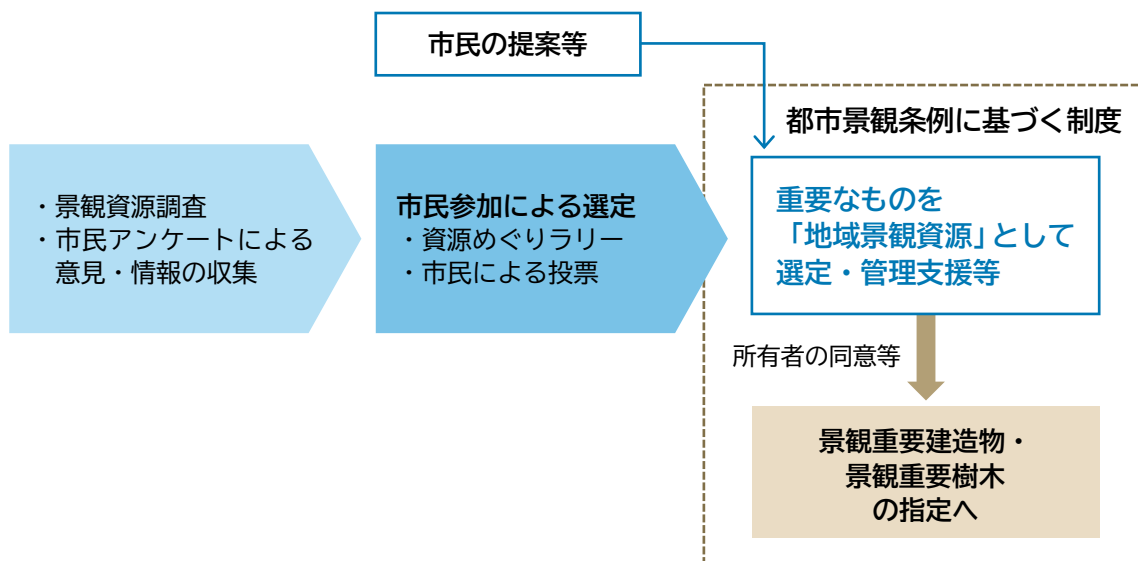 市民の提案等
都市景観条例に基づく制度
・景観資源調査
・市民アンケートによる
意見・情報の収集
市民参加による選定
・資源めぐりラリー
・市民による投票
重要なものを
「地域景観資源」として
選定・管理支援等
所有者の同意等
景観重要建造物・
景観重要樹木
の指定へ